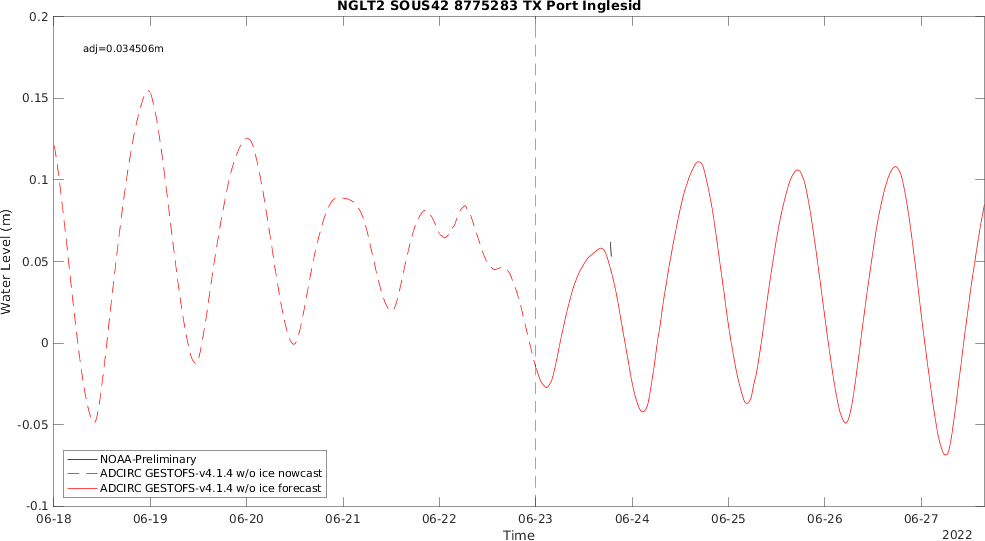 NGLT2 SOUS42 8775283 TX Port Inglesid
adj=0.034506m
0.2
0.15
0.1
0.05
0
-0.05
-0.1
Water Level (m)
NOAA-Preliminary
ADCIRC GESTOFS-v4.1.4 w/o ice nowcast
ADCIRC GESTOFS-v4.1.4 w/o ice forecast
06-18 06-19 06-20 06-21 06-22 06-23 06-24 06-25 06-26 06-27
Time
2022